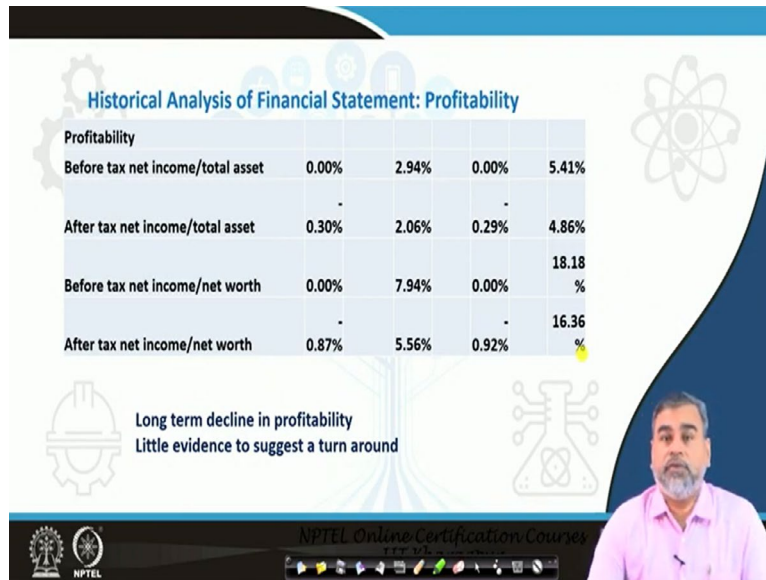 Historical Analysis of Financial Statement: Profitability
Profitability
Before tax net income/total asset 0.00% 2.94% 0.00% 5.41%
- -
After tax net income/total asset 0.30% 2.06% 0.29% 4.86%
18.18
Before tax net income/net worth 0.00% 7.94% 0.00% %
- - 16.36
After tax net income/net worth 0.87% 5.56% 0.92% %
Long term decline in profitability
Little evidence to suggest a turn around
NPTEL Online Certification Courses
IIT Kharagpur
NPTEL